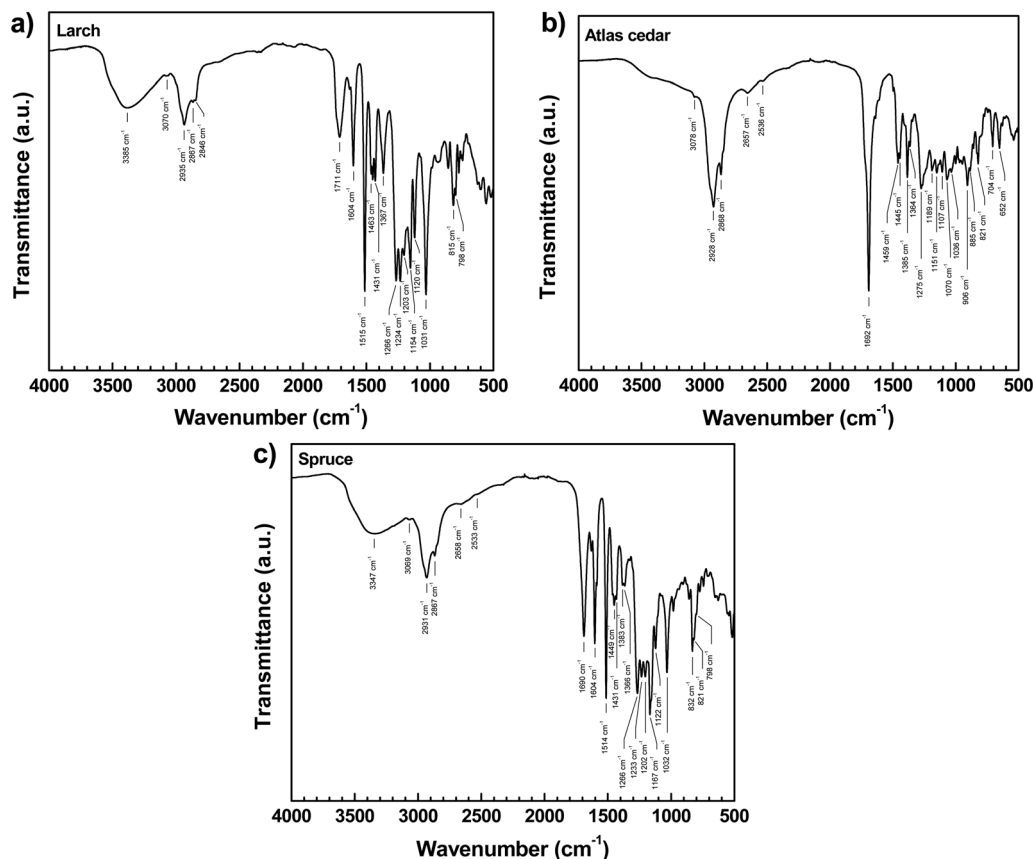 a)
Larch
Transmittance (a.u.)
3385 cm⁻¹
3070 cm⁻¹
2935 cm⁻¹
2867 cm⁻¹
2846 cm⁻¹
1711 cm⁻¹
1604 cm⁻¹
1515 cm⁻¹
1463 cm⁻¹
1431 cm⁻¹
1367 cm⁻¹
1266 cm⁻¹
1234 cm⁻¹
1203 cm⁻¹
1154 cm⁻¹
1120 cm⁻¹
1031 cm⁻¹
815 cm⁻¹
798 cm⁻¹
4000 3500 3000 2500 2000 1500 1000 500
Wavenumber (cm⁻¹)
b)
Atlas cedar
Transmittance (a.u.)
3078 cm⁻¹
2928 cm⁻¹
2868 cm⁻¹
2657 cm⁻¹
2536 cm⁻¹
1692 cm⁻¹
1459 cm⁻¹
1445 cm⁻¹
1385 cm⁻¹
1364 cm⁻¹
1275 cm⁻¹
1189 cm⁻¹
1151 cm⁻¹
1107 cm⁻¹
1070 cm⁻¹
1036 cm⁻¹
906 cm⁻¹
885 cm⁻¹
821 cm⁻¹
704 cm⁻¹
652 cm⁻¹
4000 3500 3000 2500 2000 1500 1000 500
Wavenumber (cm⁻¹)
c)
Spruce
Transmittance (a.u.)
3347 cm⁻¹
3069 cm⁻¹
2931 cm⁻¹
2867 cm⁻¹
2658 cm⁻¹
2533 cm⁻¹
1690 cm⁻¹
1604 cm⁻¹
1514 cm⁻¹
1449 cm⁻¹
1431 cm⁻¹
1383 cm⁻¹
1366 cm⁻¹
1266 cm⁻¹
1233 cm⁻¹
1202 cm⁻¹
1167 cm⁻¹
1122 cm⁻¹
1032 cm⁻¹
832 cm⁻¹
821 cm⁻¹
798 cm⁻¹
4000 3500 3000 2500 2000 1500 1000 500
Wavenumber (cm⁻¹)